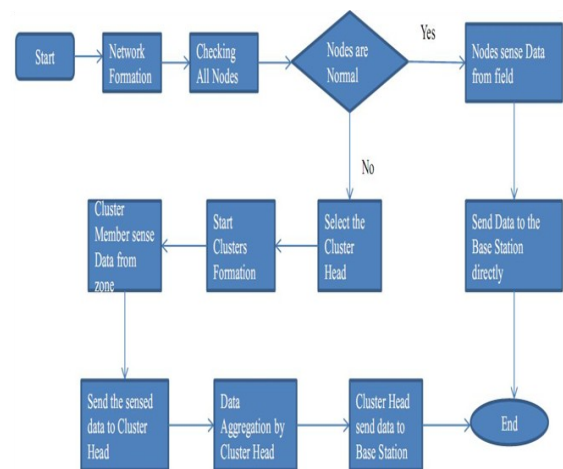 Start
Network
Formation
Checking
All Nodes
Nodes are
Normal
Yes
Nodes sense Data
from field
No
Cluster
Member sense
Data from
zone
Start
Clusters
Formation
Select the
Cluster
Head
Send Data to the
Base Station
directly
Send the sensed
data to Cluster
Head
Data
Aggregation by
Cluster Head
Cluster Head
send data to
Base Station
End